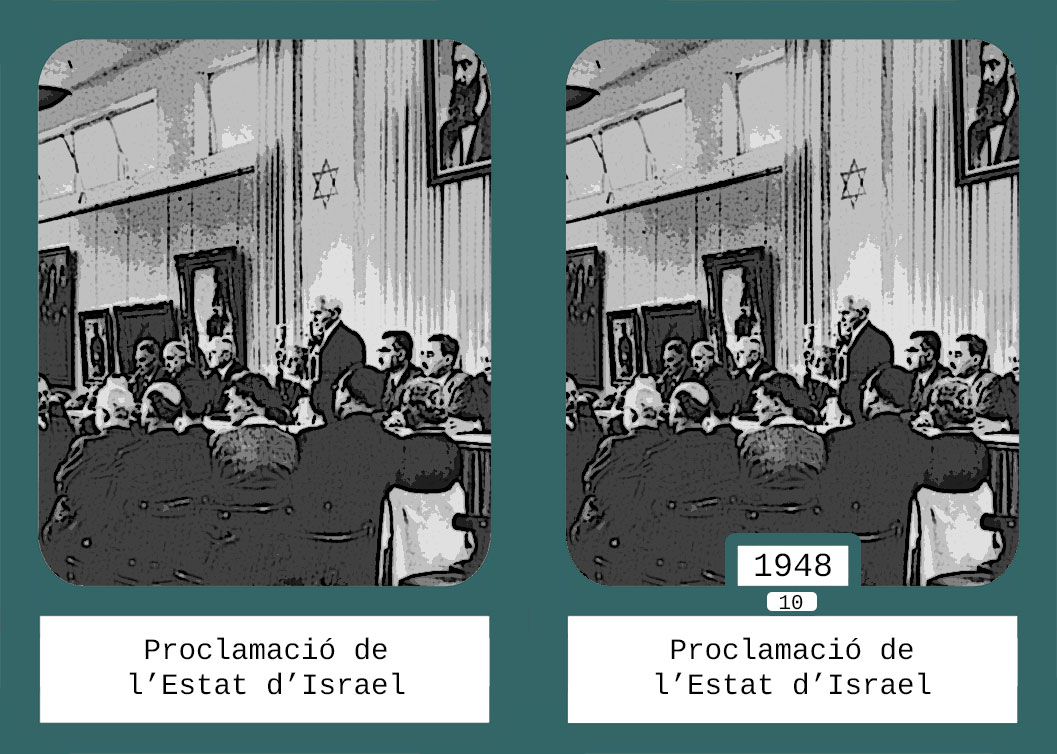 Proclamació de
l’Estat d’Israel
1948
10
Proclamació de
l’Estat d’Israel